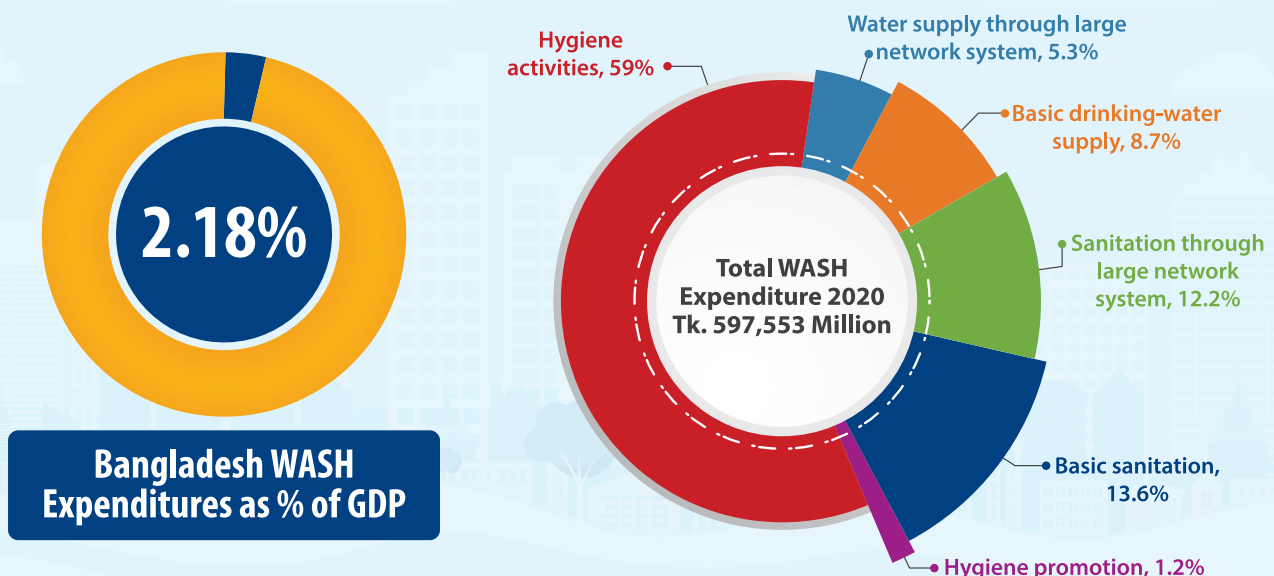 2.18%
Bangladesh WASH
Expenditures as % of GDP
Hygiene
activities, 59%
Water supply through large
network system, 5.3%
Basic drinking-water
supply, 8.7%
Sanitation through
large network
system, 12.2%
Basic sanitation,
13.6%
Hygiene promotion, 1.2%
Total WASH
Expenditure 2020
Tk. 597,553 Million